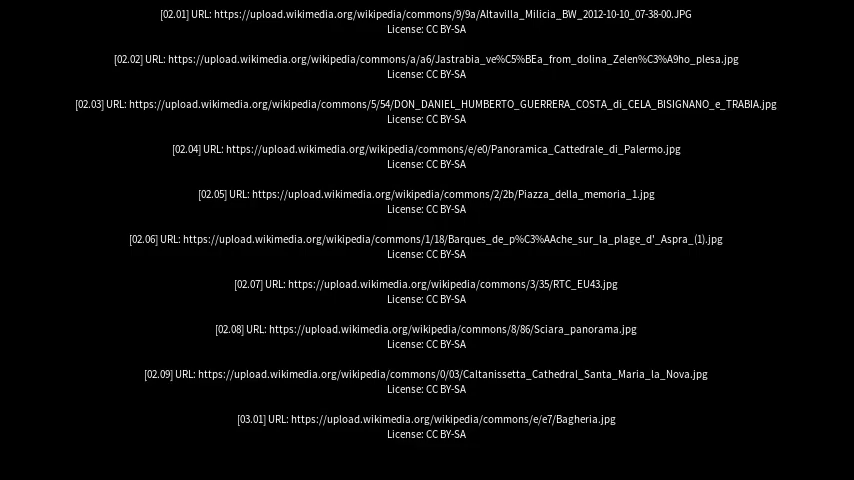 [02.01] URL: https://upload.wikimedia.org/wikipedia/commons/9/9a/Altavilla_Milicia_BW_2012-10-10_07-38-00.JPG
License: CC BY-SA
[02.02] URL: https://upload.wikimedia.org/wikipedia/commons/a/a6/Jastrabia_ve%C5%BEa_from_dolina_Zelen%C3%A9ho_plesa.jpg
License: CC BY-SA
[02.03] URL: https://upload.wikimedia.org/wikipedia/commons/5/54/DON_DANIEL_HUMBERTO_GUERRERA_COSTA_di_CELA_BISIGNANO_e_TRABIA.jpg
License: CC BY-SA
[02.04] URL: https://upload.wikimedia.org/wikipedia/commons/e/e0/Panoramica_Cattedrale_di_Palermo.jpg
License: CC BY-SA
[02.05] URL: https://upload.wikimedia.org/wikipedia/commons/2/2b/Piazza_della_memoria_1.jpg
License: CC BY-SA
[02.06] URL: https://upload.wikimedia.org/wikipedia/commons/1/18/Barques_de_p%C3%AAche_sur_la_plage_d'_Aspra_(1).jpg
License: CC BY-SA
[02.07] URL: https://upload.wikimedia.org/wikipedia/commons/3/35/RTC_EU43.jpg
License: CC BY-SA
[02.08] URL: https://upload.wikimedia.org/wikipedia/commons/8/86/Sciara_panorama.jpg
License: CC BY-SA
[02.09] URL: https://upload.wikimedia.org/wikipedia/commons/0/03/Caltanissetta_Cathedral_Santa_Maria_la_Nova.jpg
License: CC BY-SA
[03.01] URL: https://upload.wikimedia.org/wikipedia/commons/e/e7/Bagheria.jpg
License: CC BY-SA